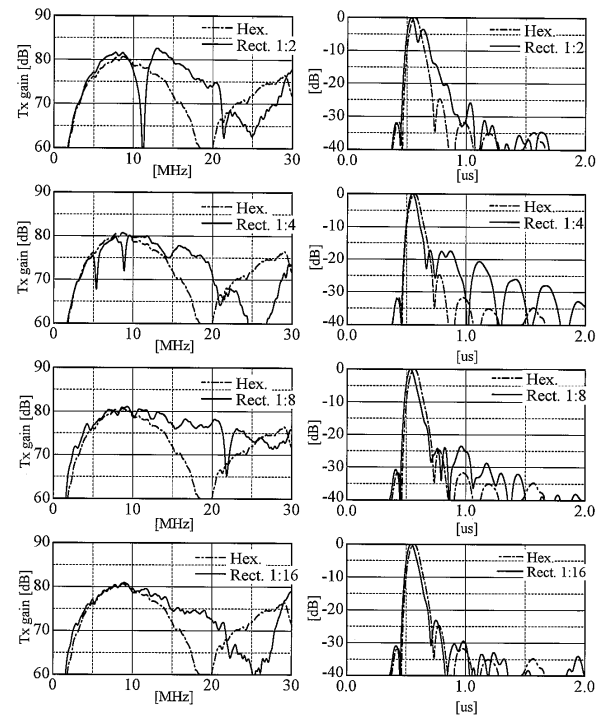 90
80
70
60
Tx gain [dB]
Hex.
Rect. 1:2
0 10 20 30
[MHz]
0
-10
-20
-30
-40
[dB]
Hex.
Rect. 1:2
0.0 1.0 2.0
[us]
90
80
70
60
Tx gain [dB]
Hex.
Rect. 1:4
0 10 20 30
[MHz]
0
-10
-20
-30
-40
[dB]
Hex.
Rect. 1:4
0.0 1.0 2.0
[us]
90
80
70
60
Tx gain [dB]
Hex.
Rect. 1:8
0 10 20 30
[MHz]
0
-10
-20
-30
-40
[dB]
Hex.
Rect. 1:8
0.0 1.0 2.0
[us]
90
80
70
60
Tx gain [dB]
Hex.
Rect. 1:16
0 10 20 30
[MHz]
0
-10
-20
-30
-40
[dB]
Hex.
Rect. 1:16
0.0 1.0 2.0
[us]